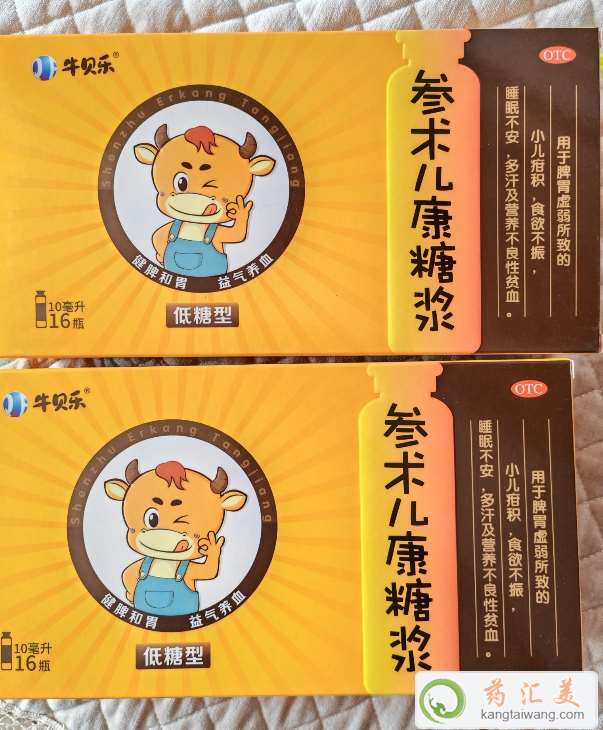 牛贝乐®
Shenzhu Erkang Tangjiang
健脾和胃 益气养血
低糖型
10毫升
16瓶
参术儿康糖浆
OTC
用于脾胃虚弱所致的
小儿疳积，食欲不振，
睡眠不安，多汗及营养不良性贫血。
牛贝乐®
Shenzhu Erkang Tangjiang
健脾和胃 益气养血
低糖型
10毫升
16瓶
参术儿康糖浆
OTC
用于脾胃虚弱所致的
小儿疳积，食欲不振，
睡眠不安，多汗及营养不良性贫血。
药汇美
kangtaiwang.com